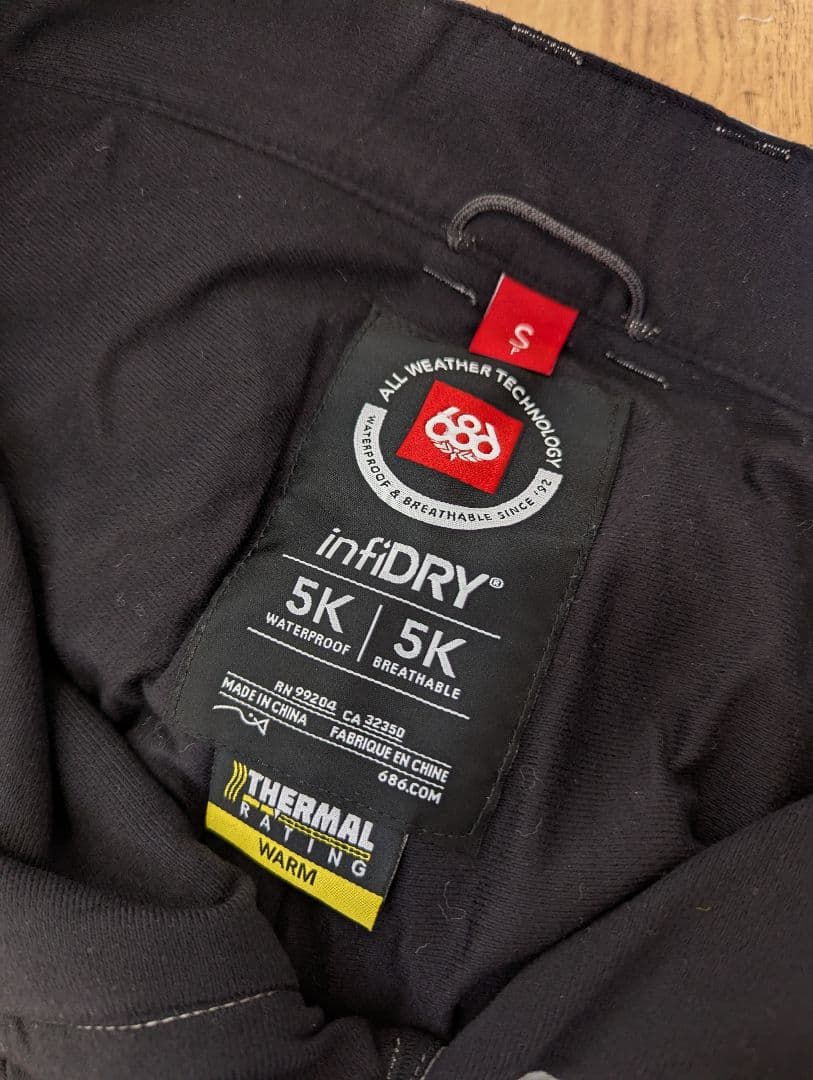 S
ALL WEATHER TECHNOLOGY
686
WATERPROOF & BREATHABLE SINCE '92
infiDRY®
5K
WATERPROOF
5K
BREATHABLE
RN 99204 CA 32350
MADE IN CHINA FABRIQUE EN CHINE
686.COM
THERMAL
RATING
WARM